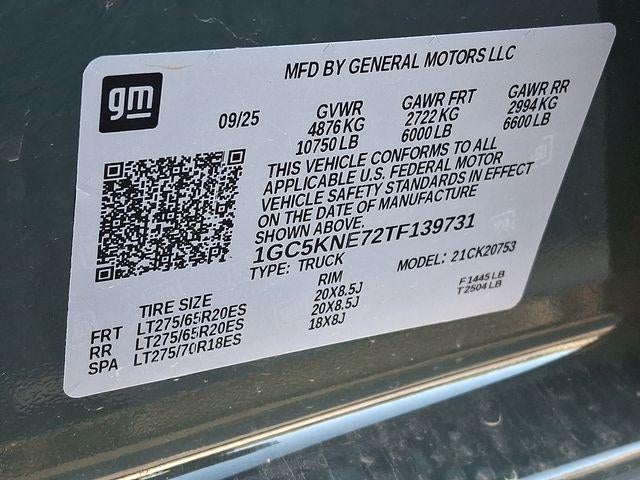 gm
MFD BY GENERAL MOTORS LLC
09/25
GVWR
4876 KG
10750 LB
GAWR FRT
2722 KG
6000 LB
GAWR RR
2994 KG
6600 LB
THIS VEHICLE CONFORMS TO ALL
APPLICABLE U.S. FEDERAL MOTOR
VEHICLE SAFETY STANDARDS IN EFFECT
ON THE DATE OF MANUFACTURE
SHOWN ABOVE.
1GC5KNE72TF139731
TYPE: TRUCK
MODEL: 21CK20753
F 1445 LB
T 2504 LB
TIRE SIZE
RIM
FRT LT275/65R20ES 20X8.5J
RR LT275/65R20ES 20X8.5J
SPA LT275/70R18ES 18X8J